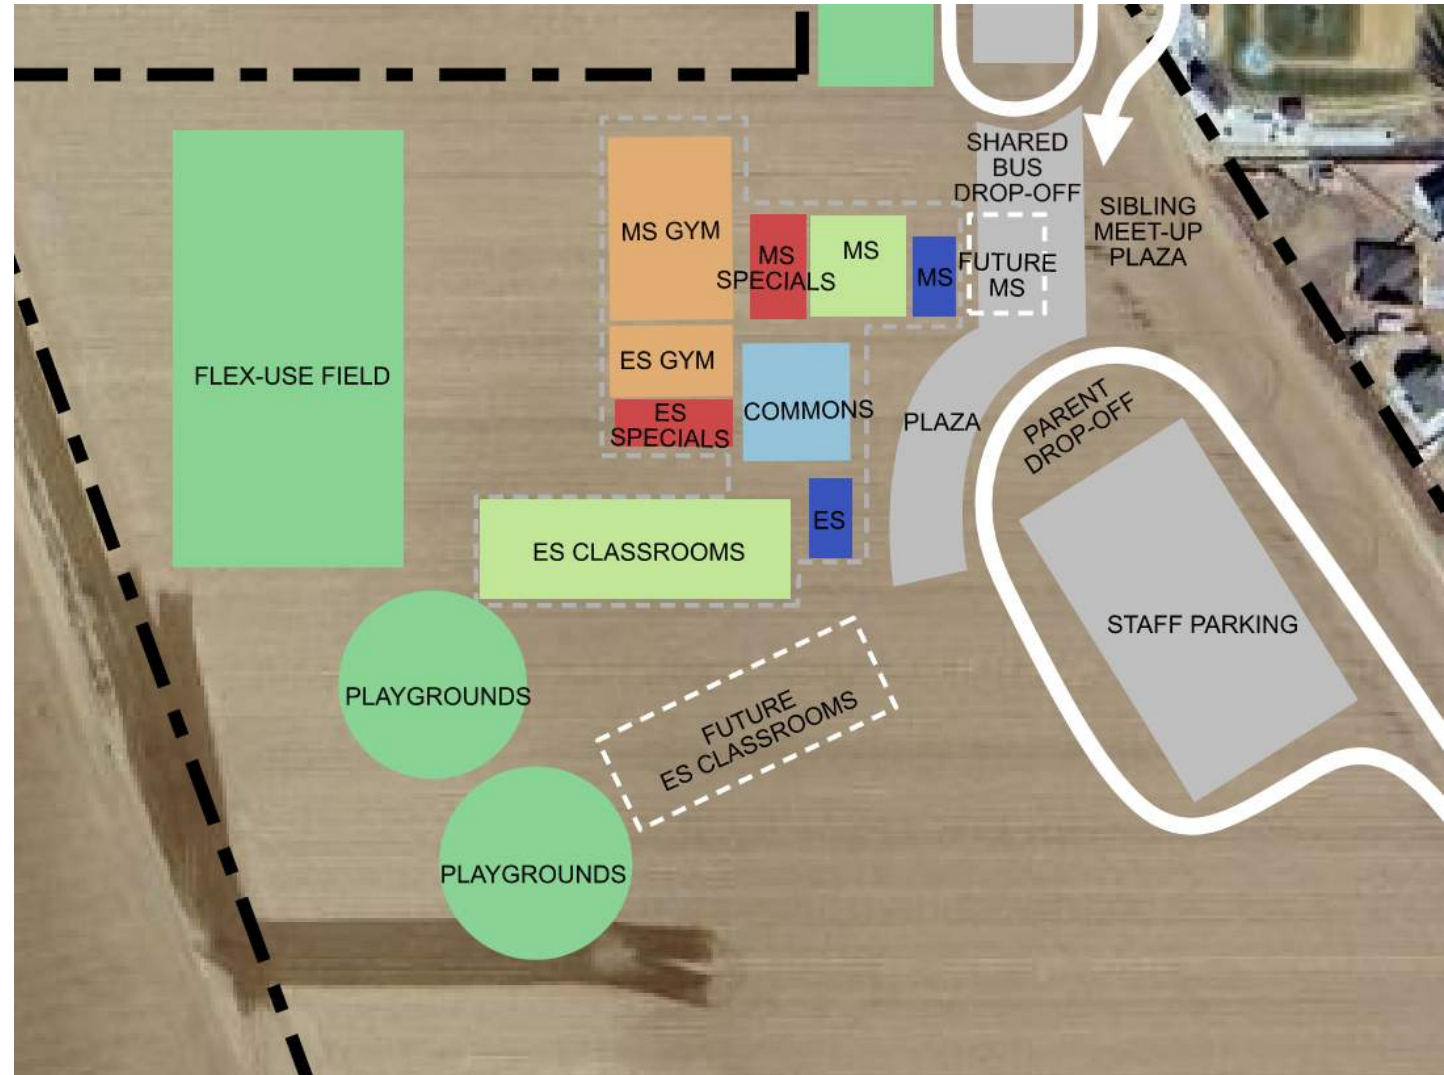 SHARED
BUS
DROP-OFF
SIBLING
MEET-UP
PLAZA
MS GYM
MS
SPECIALS
MS
MS
FUTURE
MS
FLEX-USE FIELD
ES GYM
ES
SPECIALS
COMMONS
PLAZA
PARENT
DROP-OFF
ES
ES CLASSROOMS
STAFF PARKING
PLAYGROUNDS
FUTURE
ES CLASSROOMS
PLAYGROUNDS